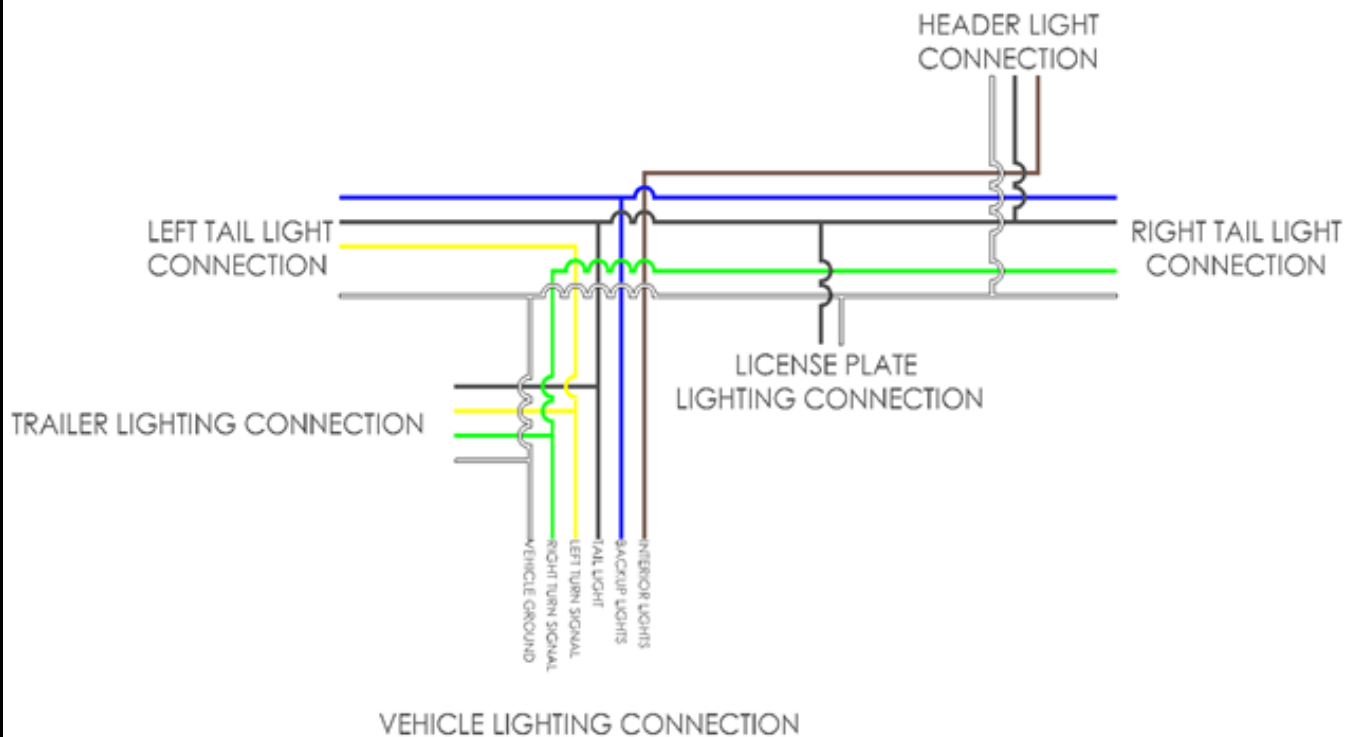 HEADER LIGHT
CONNECTION
LEFT TAIL LIGHT
CONNECTION
RIGHT TAIL LIGHT
CONNECTION
LICENSE PLATE
LIGHTING CONNECTION
TRAILER LIGHTING CONNECTION
VEHICLE GROUND
RIGHT TURN SIGNAL
LEFT TURN SIGNAL
TAIL LIGHT
BACKUP LIGHTS
INTERIOR LIGHTS
VEHICLE LIGHTING CONNECTION